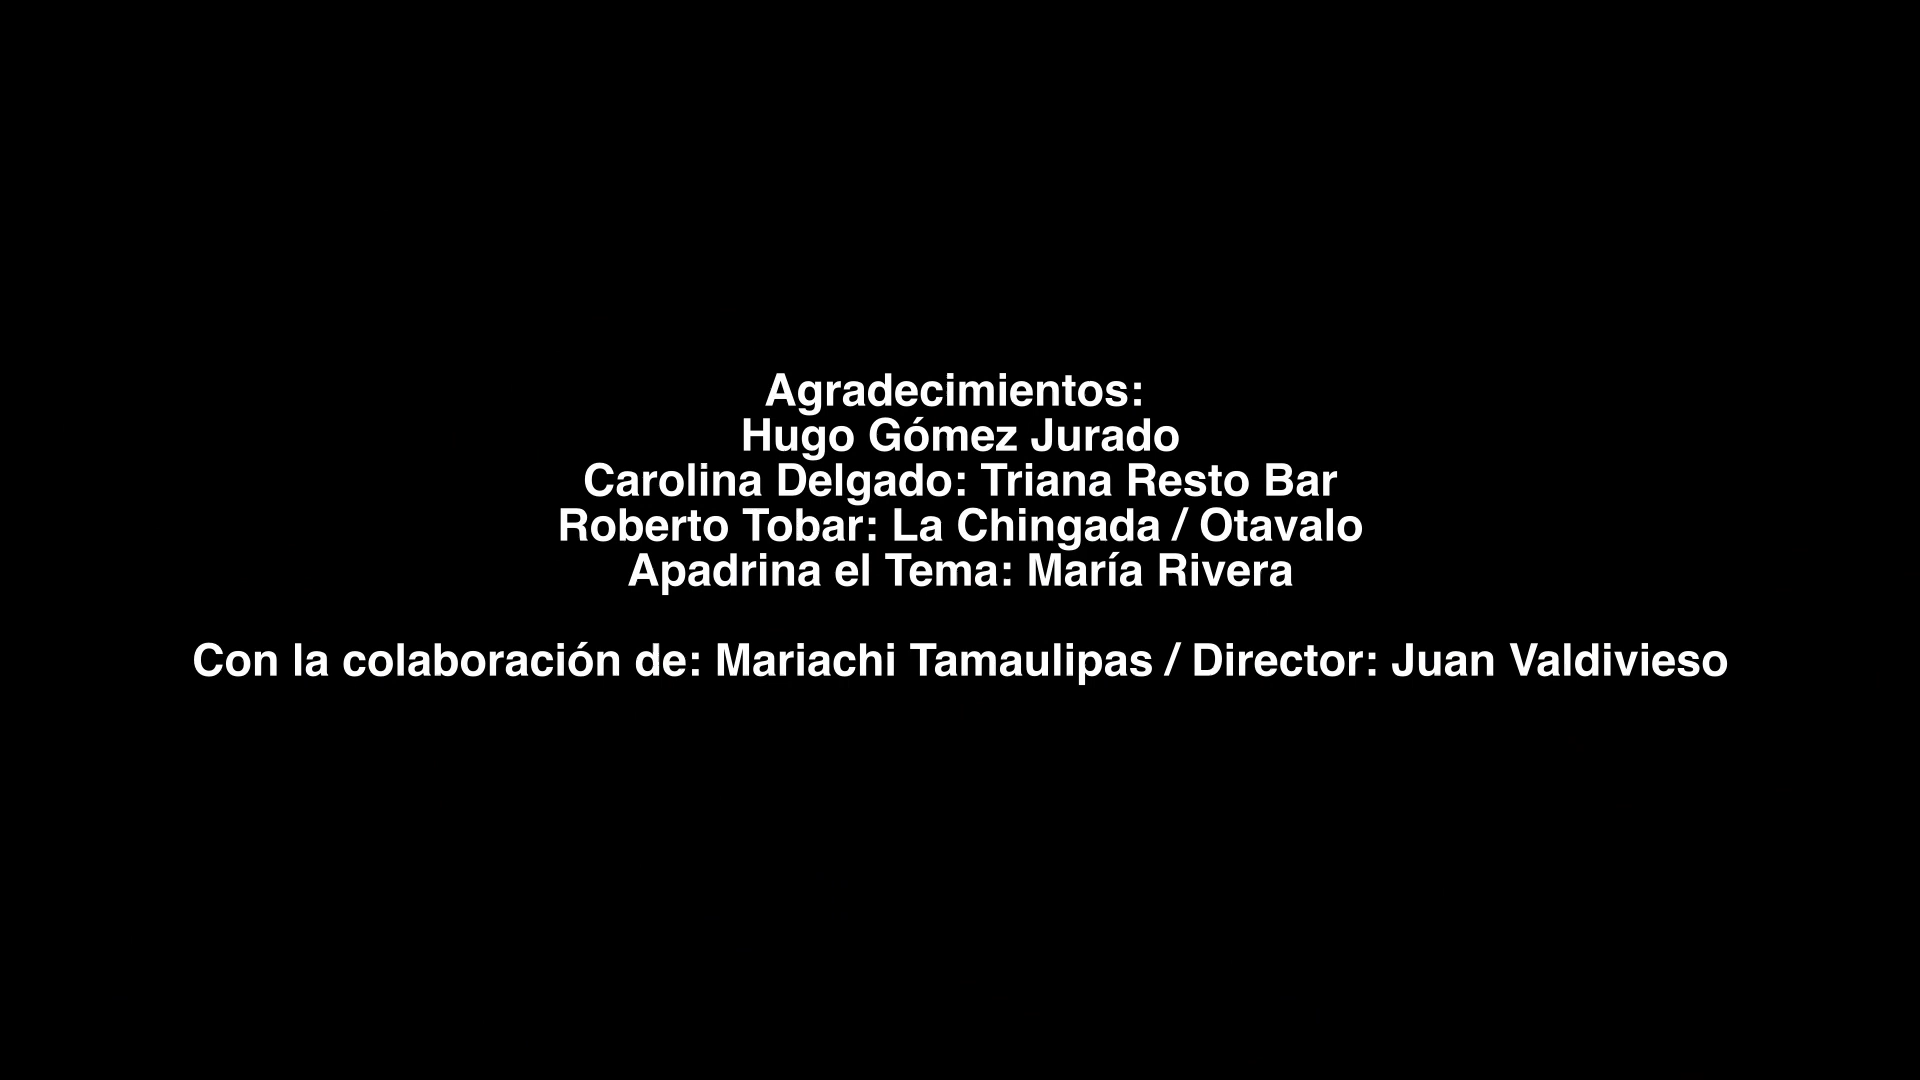 Agradecimientos:
Hugo Gómez Jurado
Carolina Delgado: Triana Resto Bar
Roberto Tobar: La Chingada / Otavalo
Apadrina el Tema: María Rivera
Con la colaboración de: Mariachi Tamaulipas / Director: Juan Valdivieso